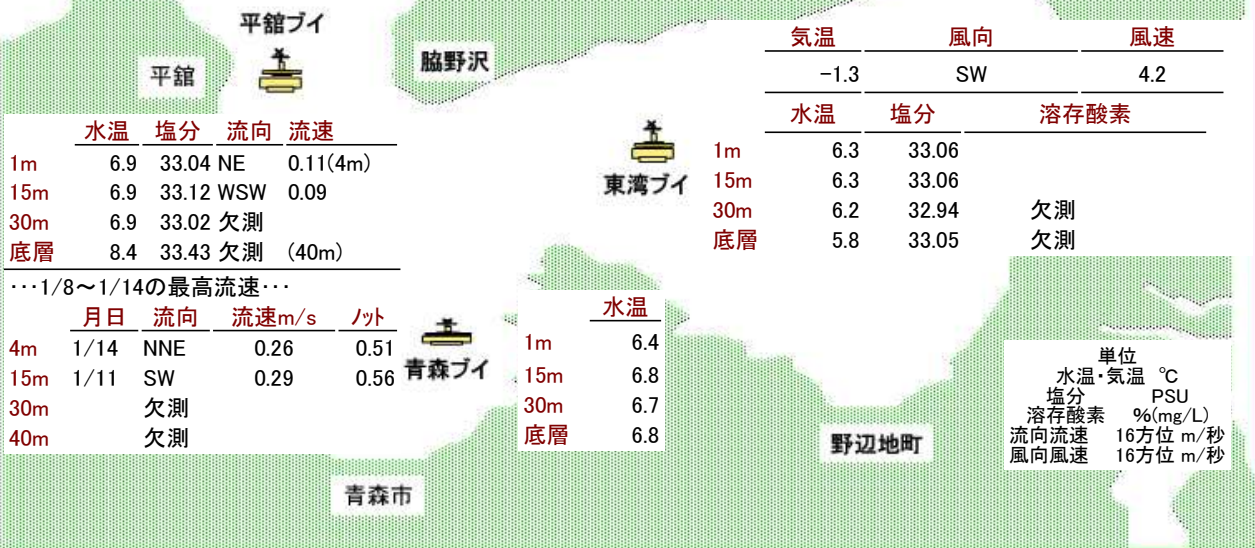 平舘ブイ
平舘
脇野沢
水温 塩分 流向 流速
1m 6.9 33.04 NE 0.11(4m)
15m 6.9 33.12 WSW 0.09
30m 6.9 33.02 欠測
底層 8.4 33.43 欠測 (40m)
･･･1/8～1/14の最高流速･･･
月日 流向 流速m/s ﾉｯﾄ
4m 1/14 NNE 0.26 0.51
15m 1/11 SW 0.29 0.56
30m 欠測
40m 欠測
青森ブイ
水温
1m 6.4
15m 6.8
30m 6.7
底層 6.8
青森市
気温 風向 風速
-1.3 SW 4.2
東湾ブイ
水温 塩分 溶存酸素
1m 6.3 33.06
15m 6.3 33.06
30m 6.2 32.94 欠測
底層 5.8 33.05 欠測
野辺地町
単位
水温･気温 ℃
塩分 PSU
溶存酸素 %(mg/L)
流向流速 16方位 m/秒
風向風速 16方位 m/秒